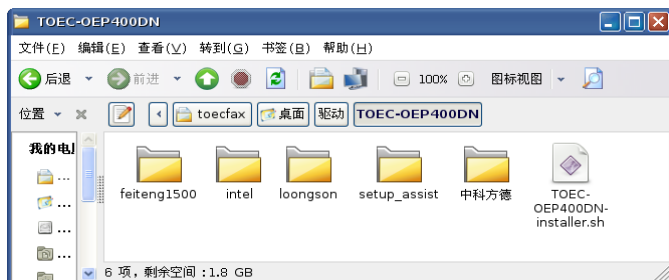 TOEC-OEP400DN
文件(F) 编辑(E) 查看(V) 转到(G) 书签(B) 帮助(H)
后退 前进 100% 图标视图
位置 toecfax 桌面 驱动 TOEC-OEP400DN
我的电
...
...
...
feiteng1500 intel loongson setup_assist 中科方德 TOEC-
OEP400DN-
installer.sh
6 项，剩余空间 :1.8 GB